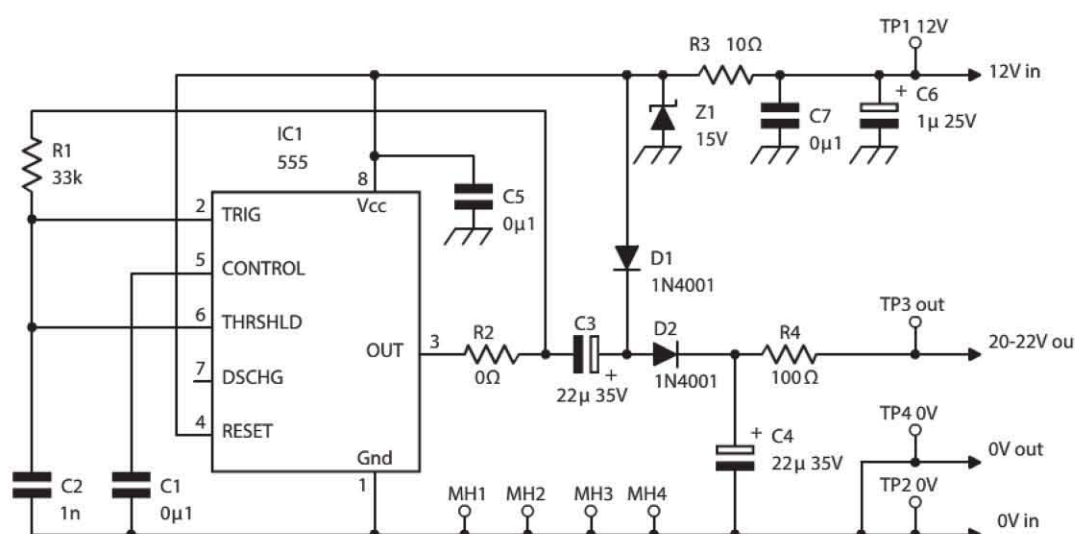 TP1 12V
R3 10Ω
12V in
C6
1µ 25V
C7
0µ1
Z1
15V
R1
33k
IC1
555
8
Vcc
C5
0µ1
2
TRIG
5
CONTROL
6
THRSHLD
7
DSCHG
4
RESET
OUT
3
Gnd
1
R2
0Ω
C3
+
22µ 35V
D1
1N4001
D2
1N4001
R4
100Ω
TP3 out
20-22V ou
+
C4
22µ 35V
TP4 0V
0V out
TP2 0V
0V in
C2
1n
C1
0µ1
MH1
MH2
MH3
MH4
+